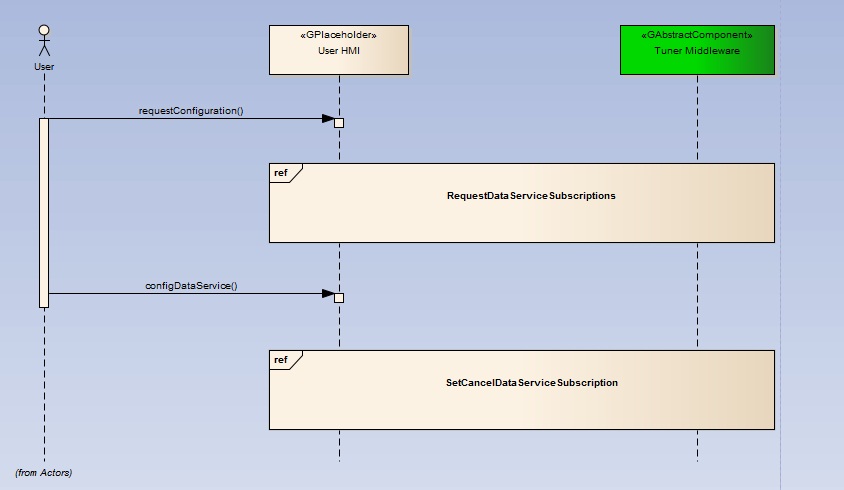 «GPlaceholder»
User HMI
«GAbstractComponent»
Tuner Middleware
User
requestConfiguration()
ref
RequestDataServiceSubscriptions
configDataService()
ref
SetCancelDataServiceSubscription
(from Actors)